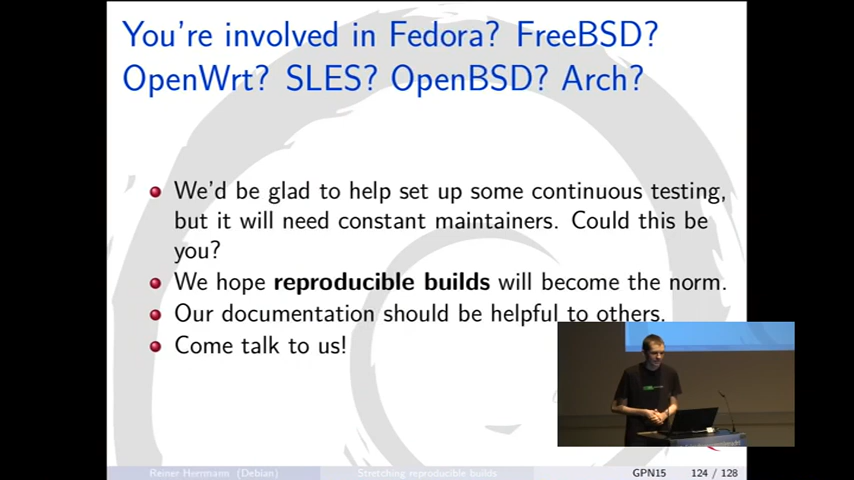 You're involved in Fedora? FreeBSD?
OpenWrt? SLES? OpenBSD? Arch?
We'd be glad to help set up some continuous testing,
but it will need constant maintainers. Could this be
you?
We hope reproducible builds will become the norm.
Our documentation should be helpful to others.
Come talk to us!
Reiner Herrmann (Debian)
Stretching reproducible builds
GPN15
124 / 128